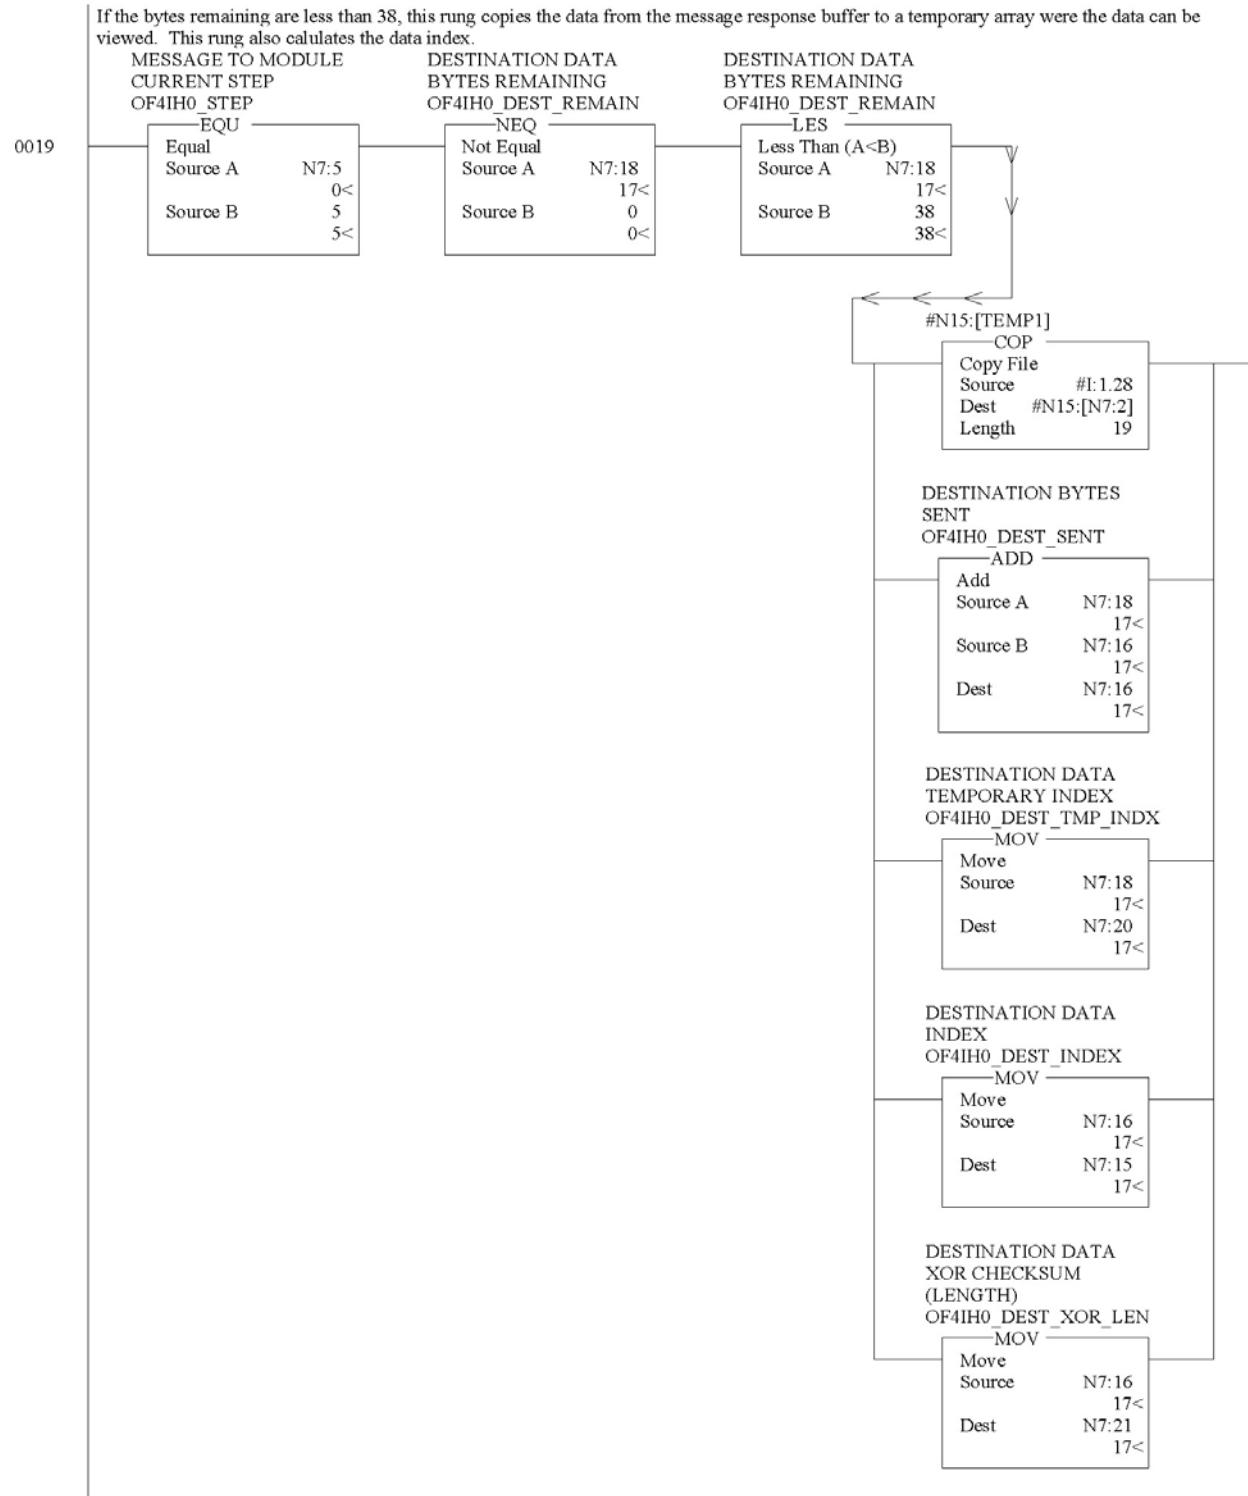 If the bytes remaining are less than 38, this rung copies the data from the message response buffer to a temporary array were the data can be
viewed.  This rung also calulates the data index.
MESSAGE TO MODULE
CURRENT STEP
OF4IH0_STEP
EQU
Equal
Source A N7:5
0<
Source B 5
5<
DESTINATION DATA
BYTES REMAINING
OF4IH0_DEST_REMAIN
NEQ
Not Equal
Source A N7:18
17<
Source B 0
0<
DESTINATION DATA
BYTES REMAINING
OF4IH0_DEST_REMAIN
LES
Less Than (A<B)
Source A N7:18
17<
Source B 38
38<
0019
#N15:[TEMP1]
COP
Copy File
Source #I:1.28
Dest #N15:[N7:2]
Length 19
DESTINATION BYTES
SENT
OF4IH0_DEST_SENT
ADD
Add
Source A N7:18
17<
Source B N7:16
17<
Dest N7:16
17<
DESTINATION DATA
TEMPORARY INDEX
OF4IH0_DEST_TMP_INDX
MOV
Move
Source N7:18
17<
Dest N7:20
17<
DESTINATION DATA
INDEX
OF4IH0_DEST_INDEX
MOV
Move
Source N7:16
17<
Dest N7:15
17<
DESTINATION DATA
XOR CHECKSUM
(LENGTH)
OF4IH0_DEST_XOR_LEN
MOV
Move
Source N7:16
17<
Dest N7:21
17<